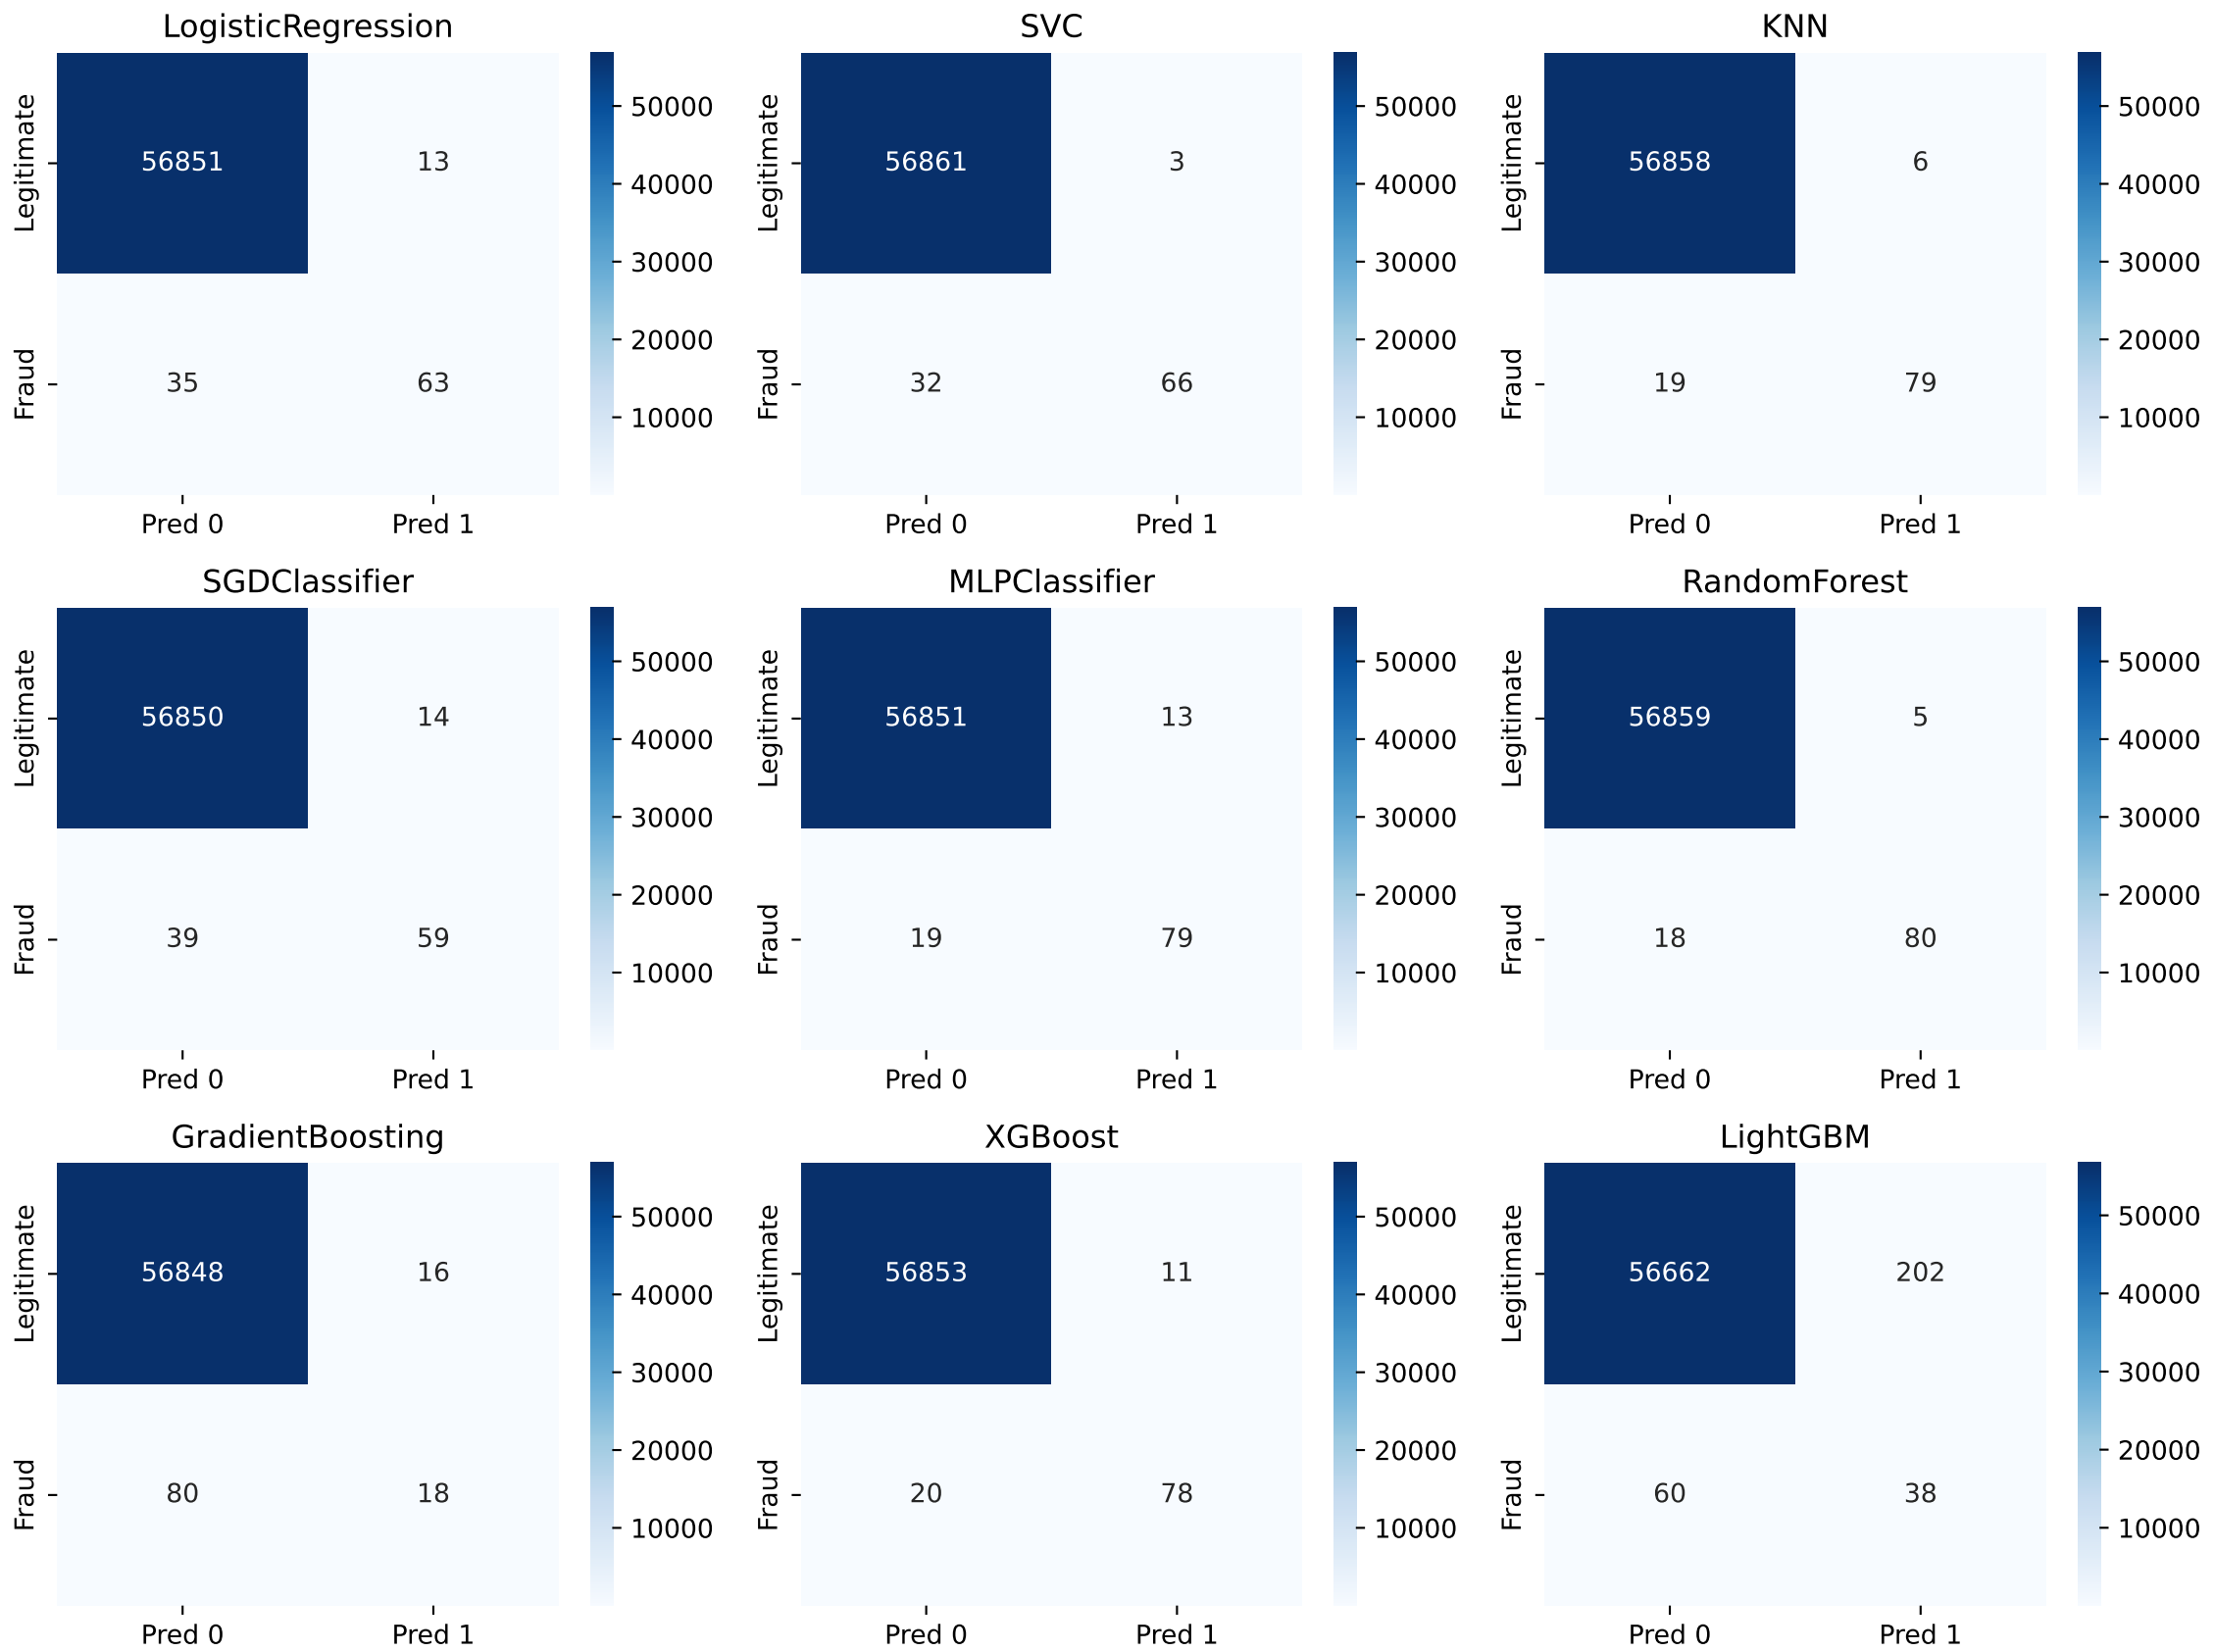 LogisticRegression
Legitimate
Fraud
56851 13
35 63
Pred 0 Pred 1
50000
40000
30000
20000
10000
SVC
Legitimate
Fraud
56861 3
32 66
Pred 0 Pred 1
50000
40000
30000
20000
10000
KNN
Legitimate
Fraud
56858 6
19 79
Pred 0 Pred 1
50000
40000
30000
20000
10000
SGDClassifier
Legitimate
Fraud
56850 14
39 59
Pred 0 Pred 1
50000
40000
30000
20000
10000
MLPClassifier
Legitimate
Fraud
56851 13
19 79
Pred 0 Pred 1
50000
40000
30000
20000
10000
RandomForest
Legitimate
Fraud
56859 5
18 80
Pred 0 Pred 1
50000
40000
30000
20000
10000
GradientBoosting
Legitimate
Fraud
56848 16
80 18
Pred 0 Pred 1
50000
40000
30000
20000
10000
XGBoost
Legitimate
Fraud
56853 11
20 78
Pred 0 Pred 1
50000
40000
30000
20000
10000
LightGBM
Legitimate
Fraud
56662 202
60 38
Pred 0 Pred 1
50000
40000
30000
20000
10000